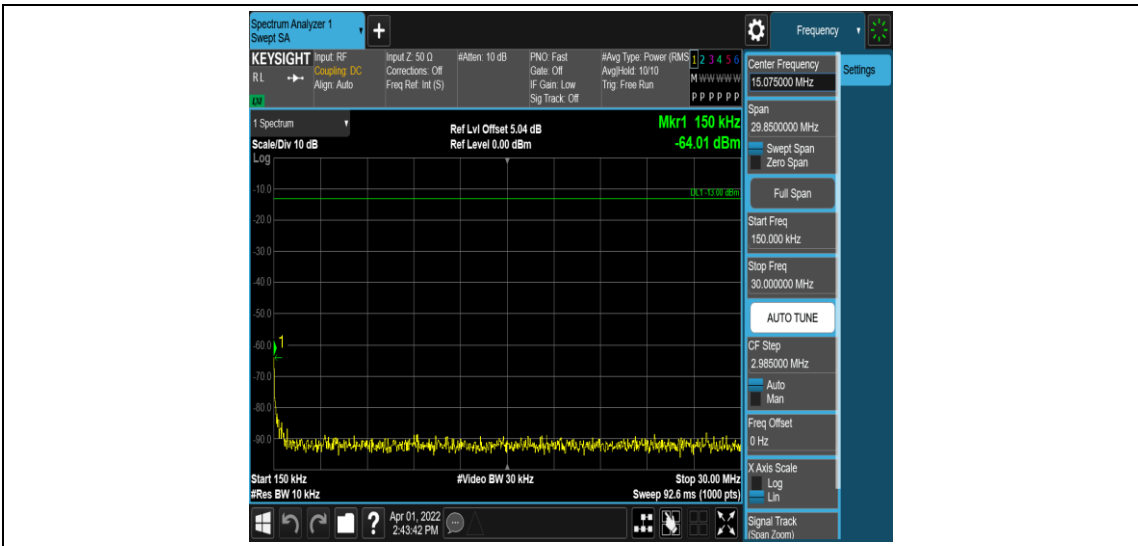 Spectrum Analyzer 1
Swept SA
Frequency
KEYSIGHT
RL
LXI
Input: RF
Coupling: DC
Align: Auto
Input Z: 50 Ω
Corrections: Off
Freq Ref: Int (S)
#Atten: 10 dB
PNO: Fast
Gate: Off
IF Gain: Low
Sig Track: Off
#Avg Type: Power (RMS
Avg|Hold: 10/10
Trig: Free Run
1 2 3 4 5 6
M W W W W W
P P P P P P
1 Spectrum
Scale/Div 10 dB
Log
Ref Lvl Offset 5.04 dB
Ref Level 0.00 dBm
Mkr1 150 kHz
-64.01 dBm
DL1 -13.00 dBm
-10.0
-20.0
-30.0
-40.0
-50.0
-60.0
1
-70.0
-80.0
-90.0
Start 150 kHz
#Res BW 10 kHz
#Video BW 30 kHz
Stop 30.00 MHz
Sweep 92.6 ms (1000 pts)
Apr 01, 2022
2:43:42 PM
Center Frequency
15.075000 MHz
Settings
Span
29.8500000 MHz
Swept Span
Zero Span
Full Span
Start Freq
150.000 kHz
Stop Freq
30.000000 MHz
AUTO TUNE
CF Step
2.985000 MHz
Auto
Man
Freq Offset
0 Hz
X Axis Scale
Log
Lin
Signal Track
(Span Zoom)